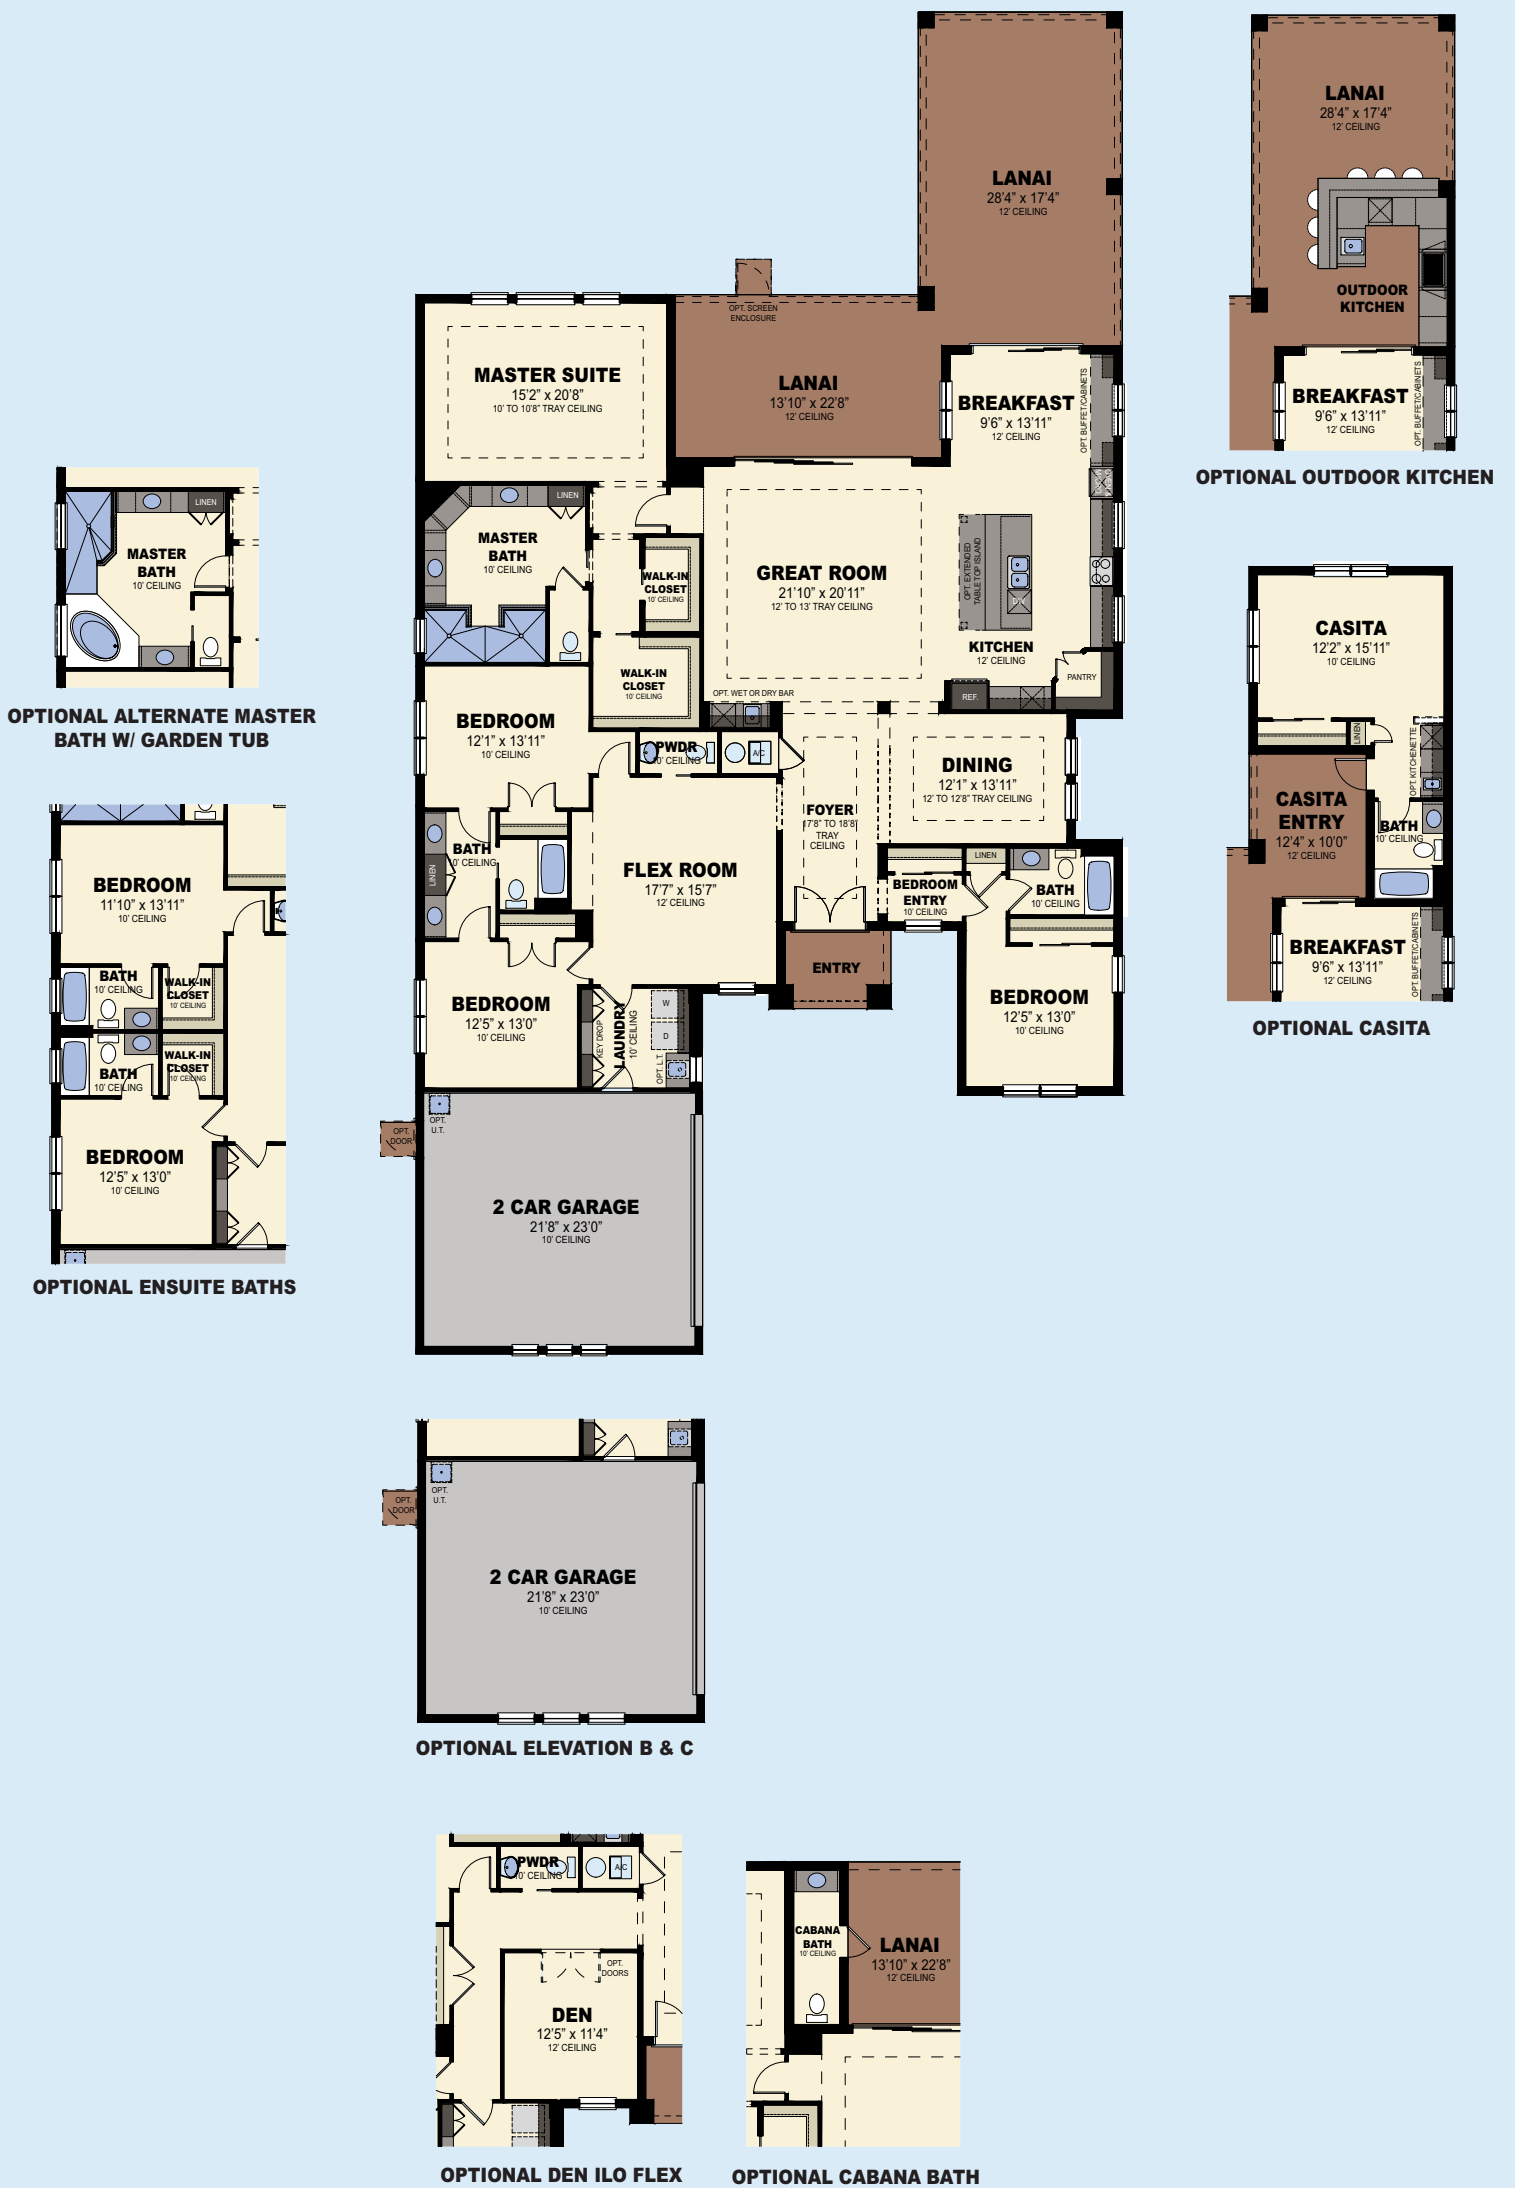 LANAI
28'4" x 17'4"
12' CEILING
OPT. SCREEN
ENCLOSURE
MASTER SUITE
15'2" x 20'8"
10' TO 10'8" TRAY CEILING
LANAI
13'10" x 22'8"
12' CEILING
BREAKFAST
9'6" x 13'11"
12' CEILING
OPT. BUFFET/CABINETS
LINEN
MASTER
BATH
10' CEILING
WALK-IN
CLOSET
10' CEILING
GREAT ROOM
21'10" x 20'11"
12' TO 13' TRAY CEILING
OPT. EXTENDED
TABLE TOP ISLAND
KITCHEN
12' CEILING
PANTRY
REF.
WALK-IN
CLOSET
10' CEILING
OPT. WET OR DRY BAR
BEDROOM
12'1" x 13'11"
10' CEILING
PWDR
10' CEILING
A/C
FOYER
17'8" TO 18'8"
TRAY
CEILING
DINING
12'1" x 13'11"
12' TO 12'8" TRAY CEILING
BATH
10' CEILING
LINEN
FLEX ROOM
17'7" x 15'7"
12' CEILING
LINEN
BEDROOM
ENTRY
10' CEILING
BATH
10' CEILING
ENTRY
BEDROOM
12'5" x 13'0"
10' CEILING
BEDROOM
12'5" x 13'0"
10' CEILING
KEY DROP
LAUNDRY
10' CEILING
W
D
OPT. L.T.
OPT.
U.T.
OPT.
DOOR
2 CAR GARAGE
21'8" x 23'0"
10' CEILING
LANAI
28'4" x 17'4"
12' CEILING
OUTDOOR
KITCHEN
BREAKFAST
9'6" x 13'11"
12' CEILING
OPT. BUFFET/CABINETS
OPTIONAL OUTDOOR KITCHEN
LINEN
MASTER
BATH
10' CEILING
OPTIONAL ALTERNATE MASTER
BATH W/ GARDEN TUB
CASITA
12'2" x 15'11"
10' CEILING
LINEN
OPT. KITCHENETTE
CASITA
ENTRY
12'4" x 10'0"
12' CEILING
BATH
10' CEILING
BREAKFAST
9'6" x 13'11"
12' CEILING
OPT. BUFFET/CABINETS
OPTIONAL CASITA
BEDROOM
11'10" x 13'11"
10' CEILING
BATH
10' CEILING
WALK-IN
CLOSET
10' CEILING
BATH
10' CEILING
WALK-IN
CLOSET
10' CEILING
BEDROOM
12'5" x 13'0"
10' CEILING
OPTIONAL ENSUITE BATHS
OPT.
U.T.
OPT.
DOOR
2 CAR GARAGE
21'8" x 23'0"
10' CEILING
OPTIONAL ELEVATION B & C
PWDR
10' CEILING
A/C
OPT.
DOORS
DEN
12'5" x 11'4"
12' CEILING
OPTIONAL DEN ILO FLEX
CABANA
BATH
10' CEILING
LANAI
13'10" x 22'8"
12' CEILING
OPTIONAL CABANA BATH